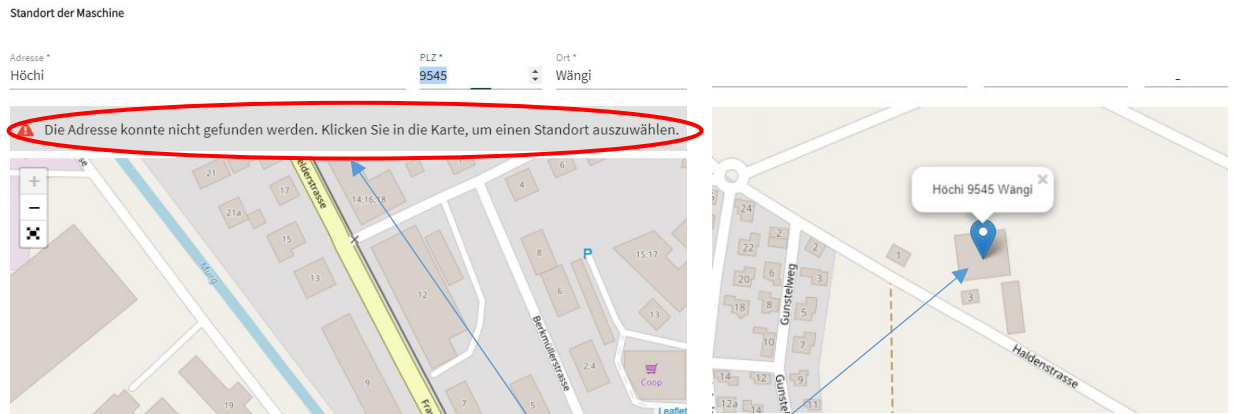 Standort der Maschine
Adresse *
PLZ *
Ort *
Höchi
9545
Wängi
Die Adresse konnte nicht gefunden werden. Klicken Sie in die Karte, um einen Standort auszuwählen.
21
17
14;16;18
6
4
21a
15
13
8
P
15;17
Murg
12
6
13
Berkmüllerstrasse
2;4
Coop
9
19
7
5
Leaflet
Höchi 9545 Wängi
24
2
22
2
1
20
6
3
3
18
8
5
Gunstelweg
10
7
Haldenstrasse
14
12
9
12a
11